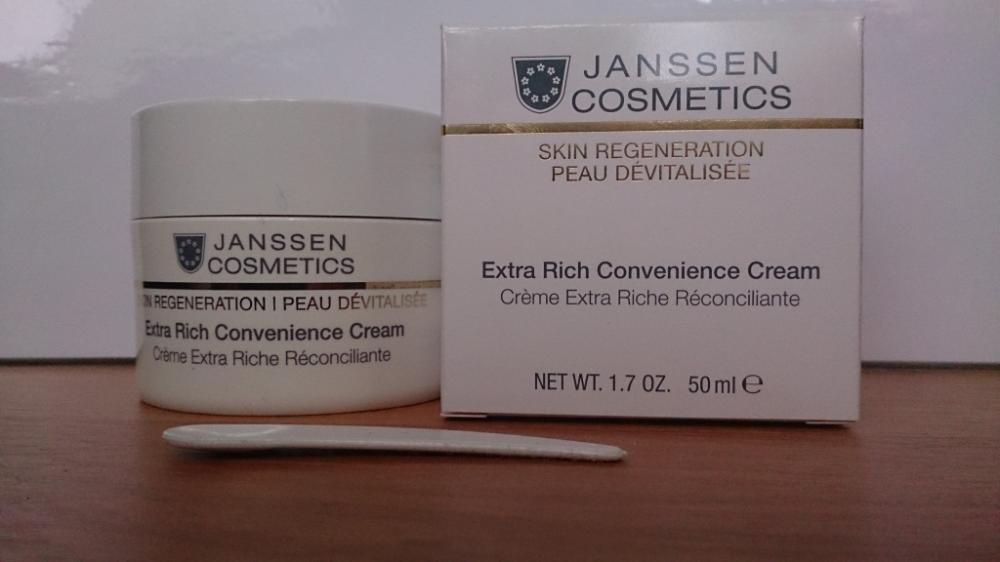 JANSSEN
COSMETICS
SKIN REGENERATION | PEAU DÉVITALISÉE
Extra Rich Convenience Cream
Crème Extra Riche Réconciliante
JANSSEN
COSMETICS
SKIN REGENERATION
PEAU DÉVITALISÉE
Extra Rich Convenience Cream
Crème Extra Riche Réconciliante
NET WT. 1.7 OZ. 50 ml ℮